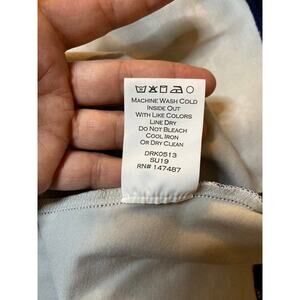 MACHINE WASH COLD
INSIDE OUT
WITH LIKE COLORS
LINE DRY
DO NOT BLEACH
COOL IRON
OR DRY CLEAN
DRK0513
SU19
RN# 147487